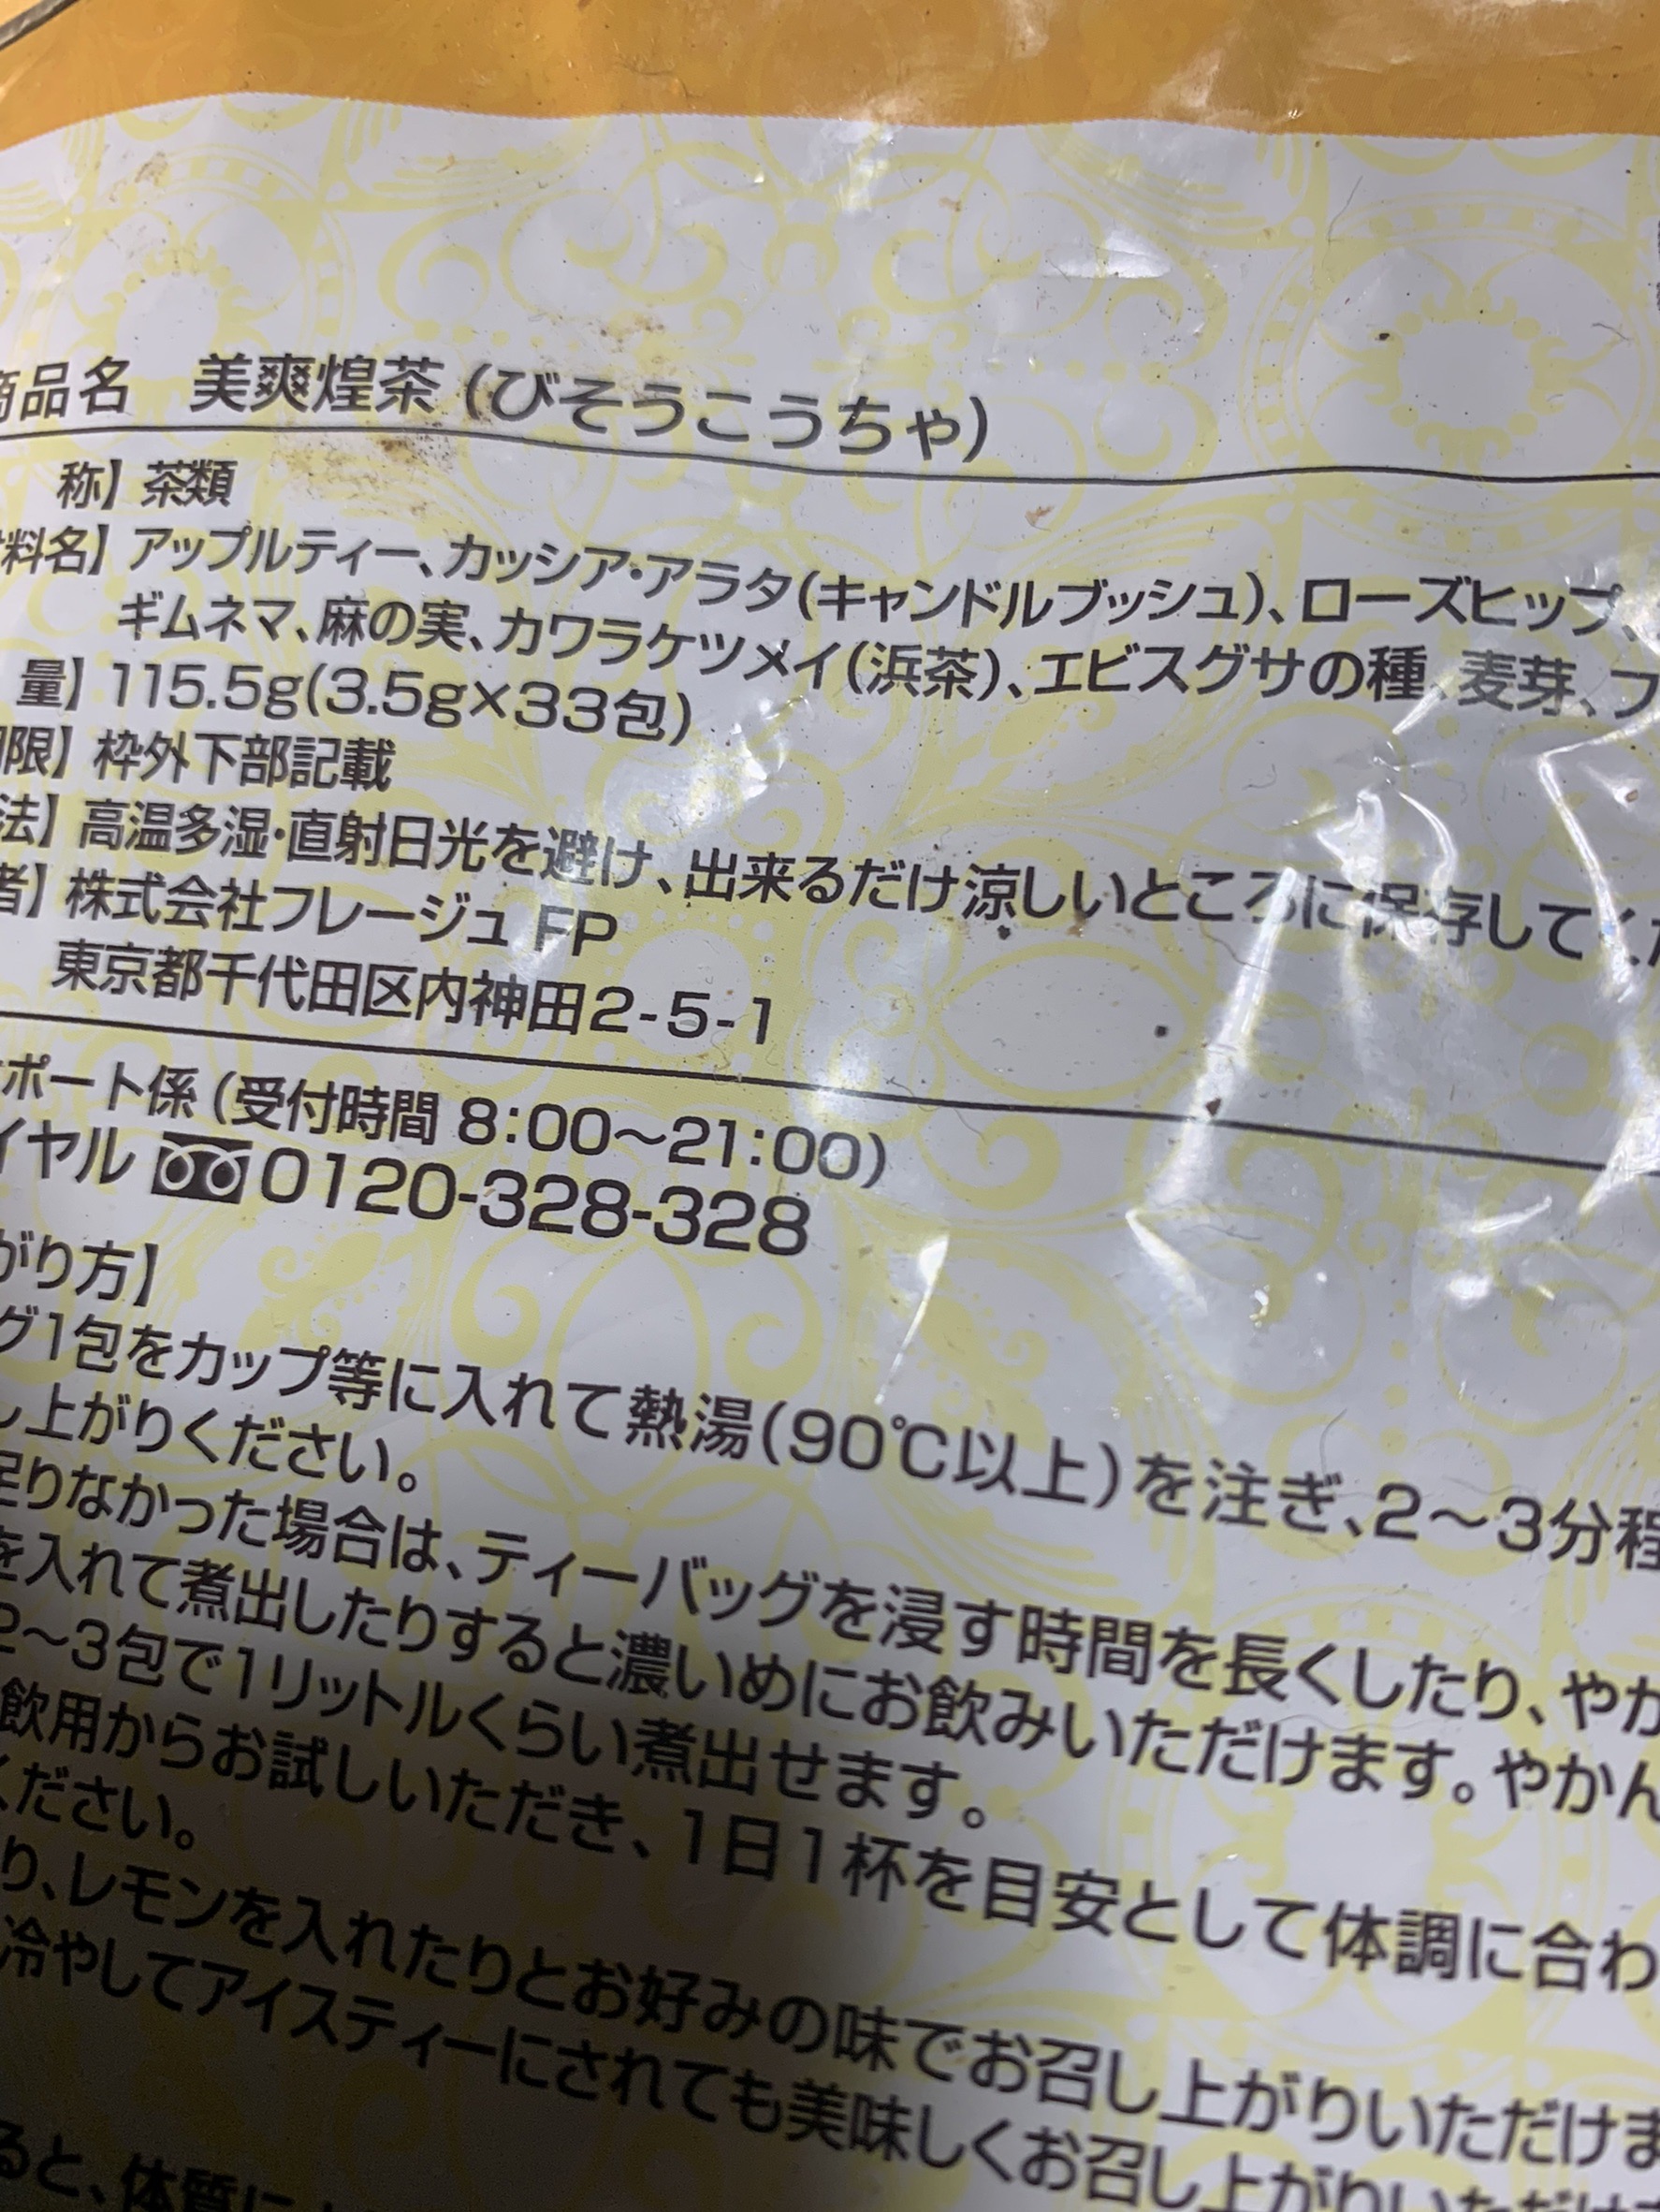 商品名 美爽煌茶 (びそうこうちゃ)
称】茶類
料名】アップルティー、カッシア・アラタ(キャンドルブッシュ)、ローズヒップ、
ギムネマ、麻の実、カワラケツメイ(浜茶)、エビスグサの種、麦芽、フ
量】115.5g(3.5g×33包)
限】枠外下部記載
法】高温多湿・直射日光を避け、出来るだけ涼しいところに保存してくだ
者】株式会社フレージュ FP
東京都千代田区内神田2-5-1
ポート係 (受付時間 8:00〜21:00)
イヤル 0120-328-328
がり方】
グ1包をカップ等に入れて熱湯(90℃以上)を注ぎ、2〜3分程
し上がりください。
足りなかった場合は、ティーバッグを浸す時間を長くしたり、やか
を入れて煮出したりすると濃いめにお飲みいただけます。やかん
2〜3包で1リットルくらい煮出せます。
飲用からお試しいただき、1日1杯を目安として体調に合わ
ください。
り、レモンを入れたりとお好みの味でお召し上がりいただけま
冷やしてアイスティーにされても美味しくお召し上がりいただけ
ると、体質に